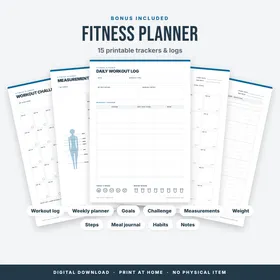 BONUS INCLUDED
FITNESS PLANNER
15 printable trackers & logs
DAILY WORKOUT LOG
WORKOUT CHALL
MEASUREMENT
Workout log
Weekly planner
Goals
Challenge
Measurements
Weight
Steps
Meal journal
Habits
Notes
DIGITAL DOWNLOAD · PRINT AT HOME · NO PHYSICAL ITEM